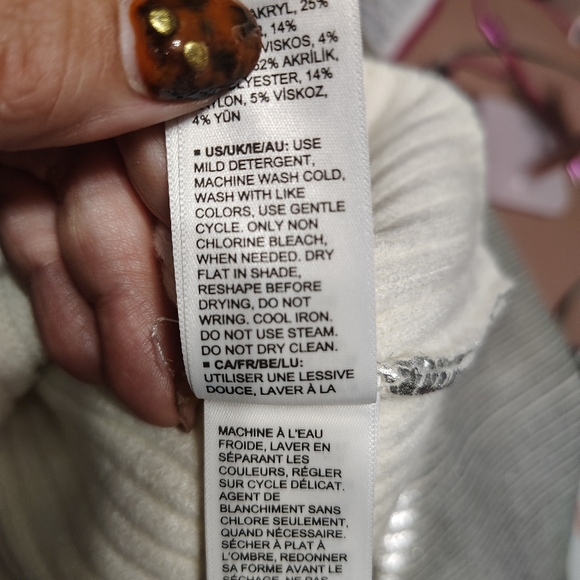 AKRYL, 25%
14%
VISKOS, 4%
62% AKRİLİK,
14%
5% VİSKOZ,
4% YÜN
■ US/UK/IE/AU: USE
MILD DETERGENT,
MACHINE WASH COLD,
WASH WITH LIKE
COLORS, USE GENTLE
CYCLE. ONLY NON
CHLORINE BLEACH,
WHEN NEEDED. DRY
FLAT IN SHADE,
RESHAPE BEFORE
DRYING, DO NOT
WRING. COOL IRON.
DO NOT USE STEAM.
DO NOT DRY CLEAN.
■ CA/FR/BE/LU:
UTILISER UNE LESSIVE
DOUCE, LAVER À LA
MACHINE À L'EAU
FROIDE, LAVER EN
SÉPARANT LES
COULEURS, RÉGLER
SUR CYCLE DÉLICAT.
AGENT DE
BLANCHIMENT SANS
CHLORE SEULEMENT,
QUAND NÉCESSAIRE.
SÉCHER À PLAT À
L'OMBRE, REDONNER
SA FORME AVANT LE
SÉCHAGE, NE PAS